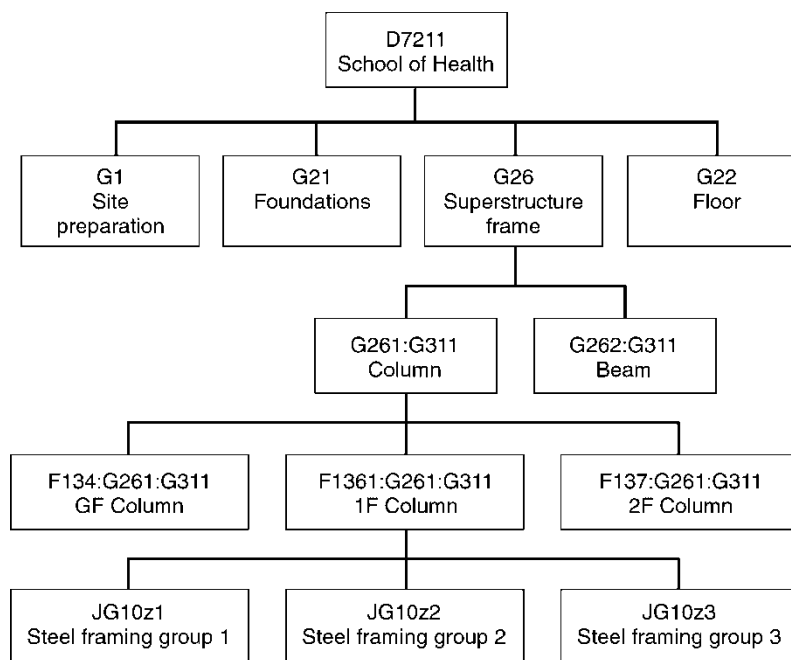 D7211
School of Health
G1
Site
preparation
G21
Foundations
G26
Superstructure
frame
G22
Floor
G261:G311
Column
G262:G311
Beam
F134:G261:G311
GF Column
F1361:G261:G311
1F Column
F137:G261:G311
2F Column
JG10z1
Steel framing group 1
JG10z2
Steel framing group 2
JG10z3
Steel framing group 3